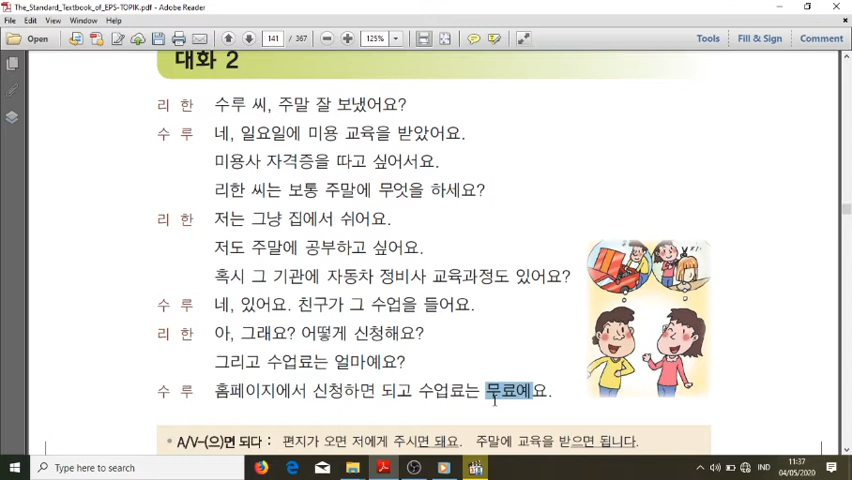 The_Standard_Textbook_of_EPS-TOPIK.pdf - Adobe Reader
File Edit View Window Help
Open 141 / 367 125% Tools Fill & Sign Comment
대화 2
리 한 수루 씨, 주말 잘 보냈어요?
수 루 네, 일요일에 미용 교육을 받았어요.
미용사 자격증을 따고 싶어서요.
리한 씨는 보통 주말에 무엇을 하세요?
리 한 저는 그냥 집에서 쉬어요.
저도 주말에 공부하고 싶어요.
혹시 그 기관에 자동차 정비사 교육과정도 있어요?
수 루 네, 있어요. 친구가 그 수업을 들어요.
리 한 아, 그래요? 어떻게 신청해요?
그리고 수업료는 얼마예요?
수 루 홈페이지에서 신청하면 되고 수업료는 무료예요.
• A/V-(으)면 되다 : 편지가 오면 저에게 주시면 돼요. 주말에 교육을 받으면 됩니다.
Type here to search IND 11:37
04/05/2020